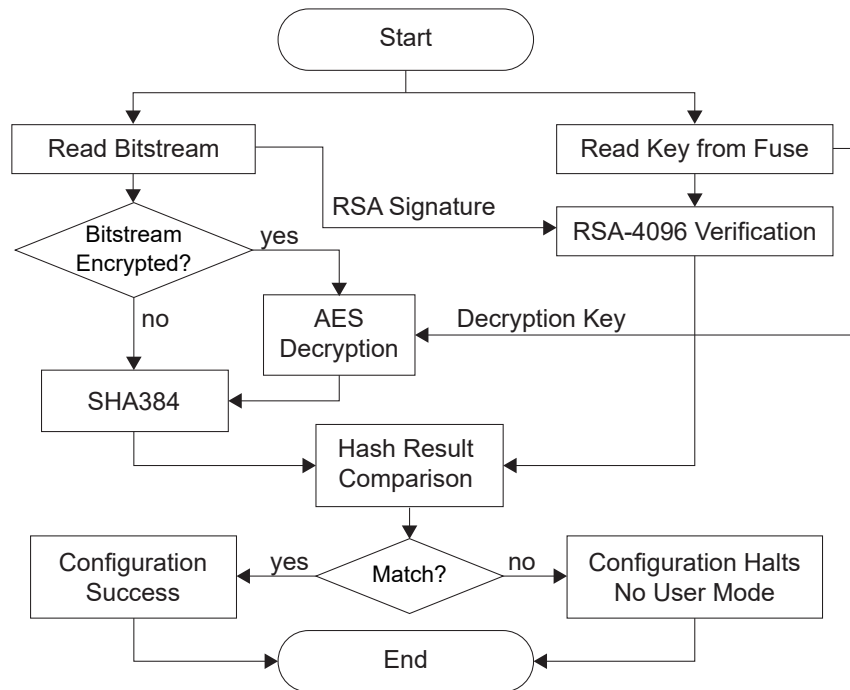 Start
Read Bitstream
Read Key from Fuse
RSA Signature
RSA-4096 Verification
Bitstream
Encrypted?
yes
no
AES
Decryption
Decryption Key
SHA384
Hash Result
Comparison
Configuration
Success
yes
Match?
no
Configuration Halts
No User Mode
End